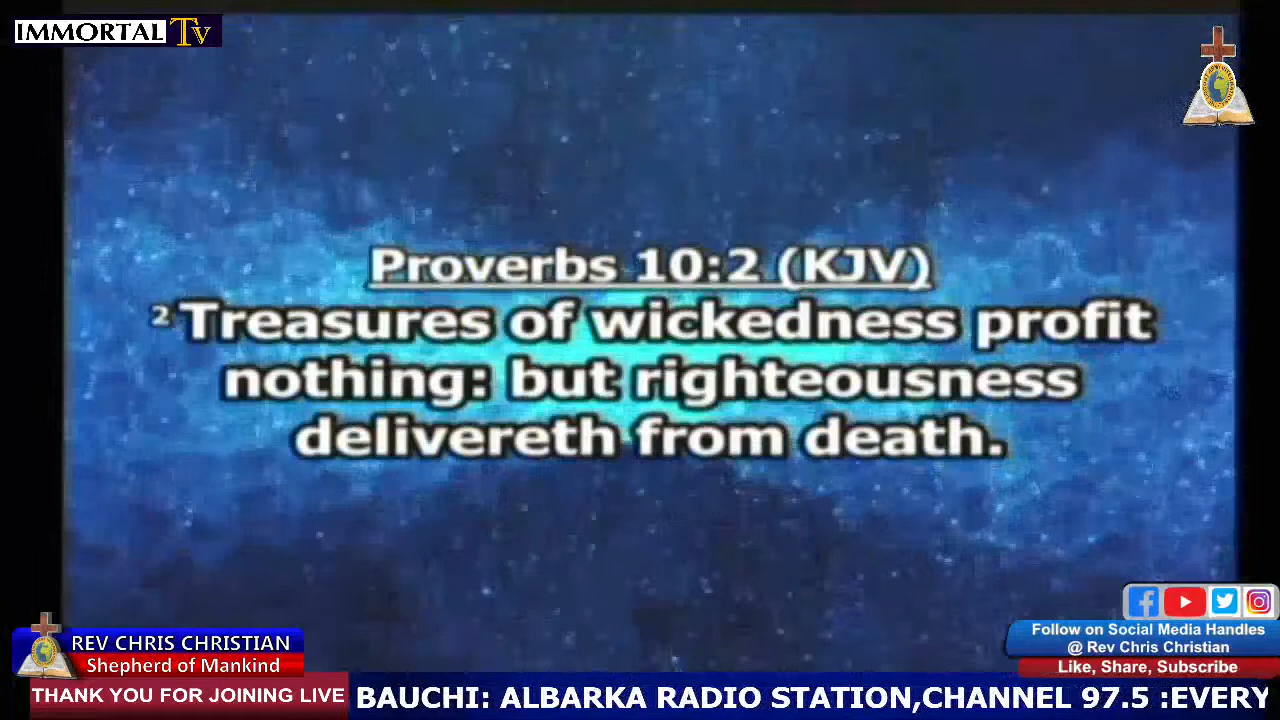 IMMORTAL Tv
Proverbs 10:2 (KJV)
2 Treasures of wickedness profit
nothing: but righteousness
delivereth from death.
REV CHRIS CHRISTIAN
Shepherd of Mankind
Follow on Social Media Handles
@ Rev Chris Christian
Like, Share, Subscribe
THANK YOU FOR JOINING LIVE
BAUCHI: ALBARKA RADIO STATION,CHANNEL 97.5 :EVERY